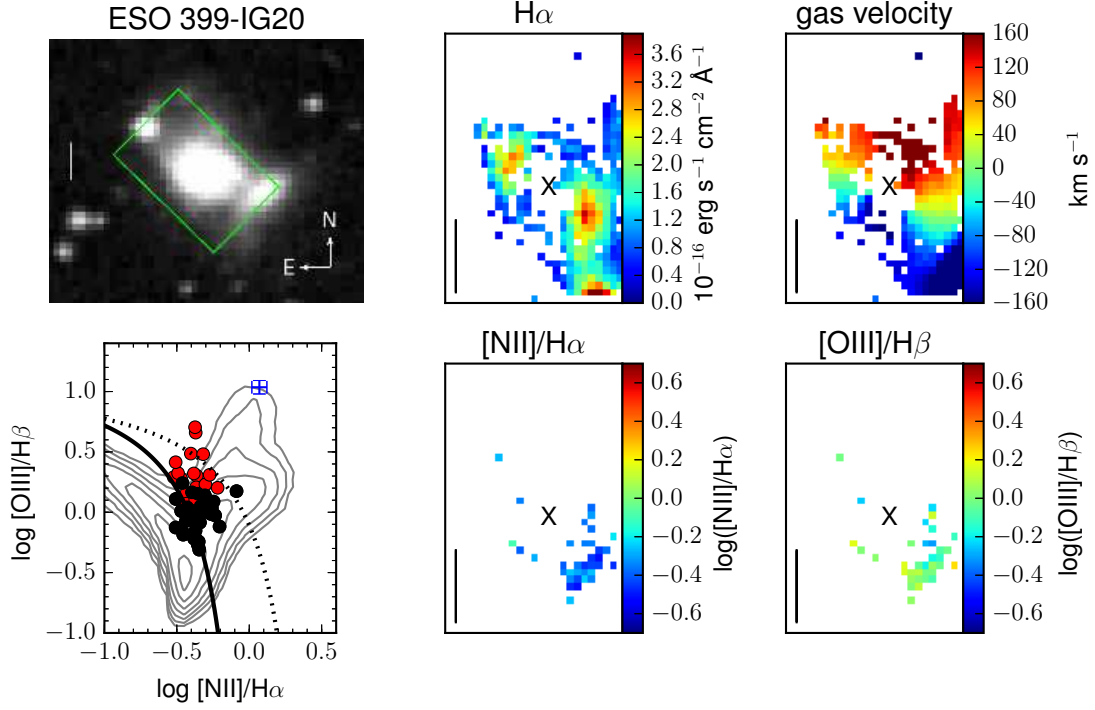 ESO 399-IG20
N
E
Hα
X
3.6
3.2
2.8
2.4
2.0
1.6
1.2
0.8
0.4
0.0
10⁻¹⁶ erg s⁻¹ cm⁻² Å⁻¹
gas velocity
X
160
120
80
40
0
−40
−80
−120
−160
km s⁻¹
1.0
0.5
0.0
−0.5
−1.0
log [OIII]/Hβ
−1.0 −0.5 0.0 0.5
log [NII]/Hα
[NII]/Hα
X
0.6
0.4
0.2
0.0
−0.2
−0.4
−0.6
log([NII]/Hα)
[OIII]/Hβ
X
0.6
0.4
0.2
0.0
−0.2
−0.4
−0.6
log([OIII]/Hβ)